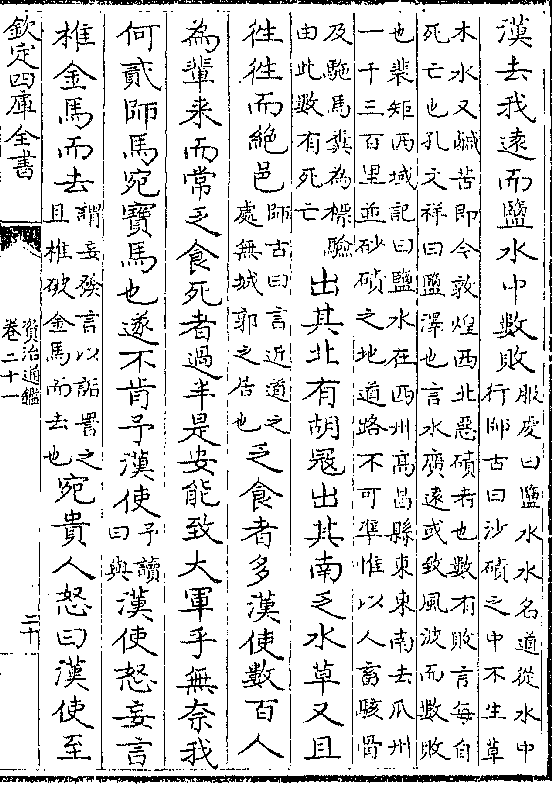 漢去我遠而鹽水中數敗服䖍曰鹽水水名道從水中
行師古曰沙磧之中不生草
木水又鹹苦即令敦煌西北惡磧者也數有敗言每自
死亡也孔文祥曰鹽澤也言水廣遠或致風波而數敗
也裴矩西域記曰鹽水在西州髙昌縣東東南去瓜州
一千三百里並砂磧之地道路不可凖惟以人畜骸骨
及駞馬糞為標驗
由此數有死亡出其北有胡冦出其南乏水草又且
徃徃而絶邑師古曰言近道之
處無城郭之居也乏食者多漢使數百人
為輩来而常乏食死者過半是安能致大軍乎無奈我
何貳師馬宛寶馬也遂不肯予漢使予讀
曰與漢使怒妄言
椎金馬而去謂妄發言以詬詈之
且椎破金馬而去也宛貴人怒曰漢使至
欽定四庫全書
資治通鑑
卷二十一
二十